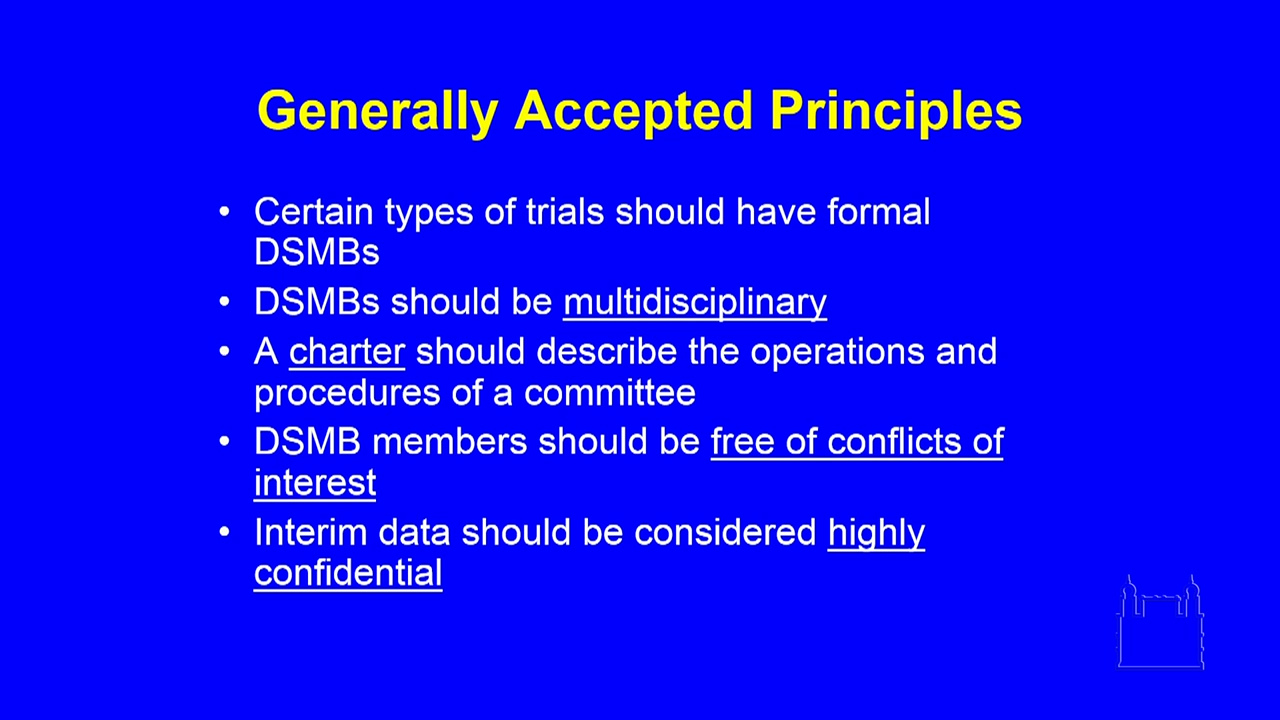 Generally Accepted Principles
• Certain types of trials should have formal
DSMBs
• DSMBs should be multidisciplinary
• A charter should describe the operations and
procedures of a committee
• DSMB members should be free of conflicts of
interest
• Interim data should be considered highly
confidential